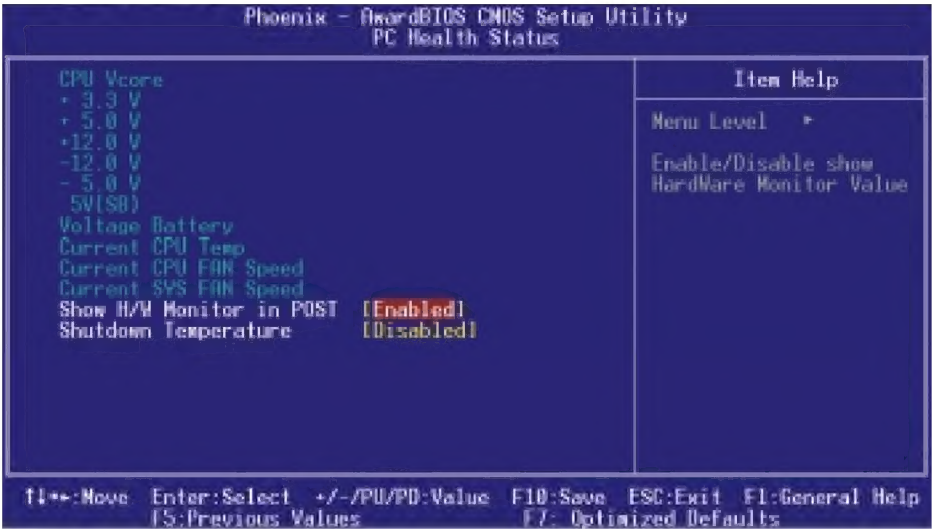 Phoenix - AwardBIOS CMOS Setup Utility
PC Health Status
CPU Vcore
+ 3.3 V
+ 5.0 V
+12.0 V
-12.0 V
- 5.0 V
5V(SB)
Voltage Battery
Current CPU Temp
Current CPU FAN Speed
Current SYS FAN Speed
Show H/W Monitor in POST [Enabled]
Shutdown Temperature [Disabled]
Item Help
Menu Level ►
Enable/Disable show
HardWare Monitor Value
↑↓→←:Move Enter:Select +/-/PU/PD:Value F10:Save ESC:Exit F1:General Help
F5:Previous Values F7: Optimized Defaults